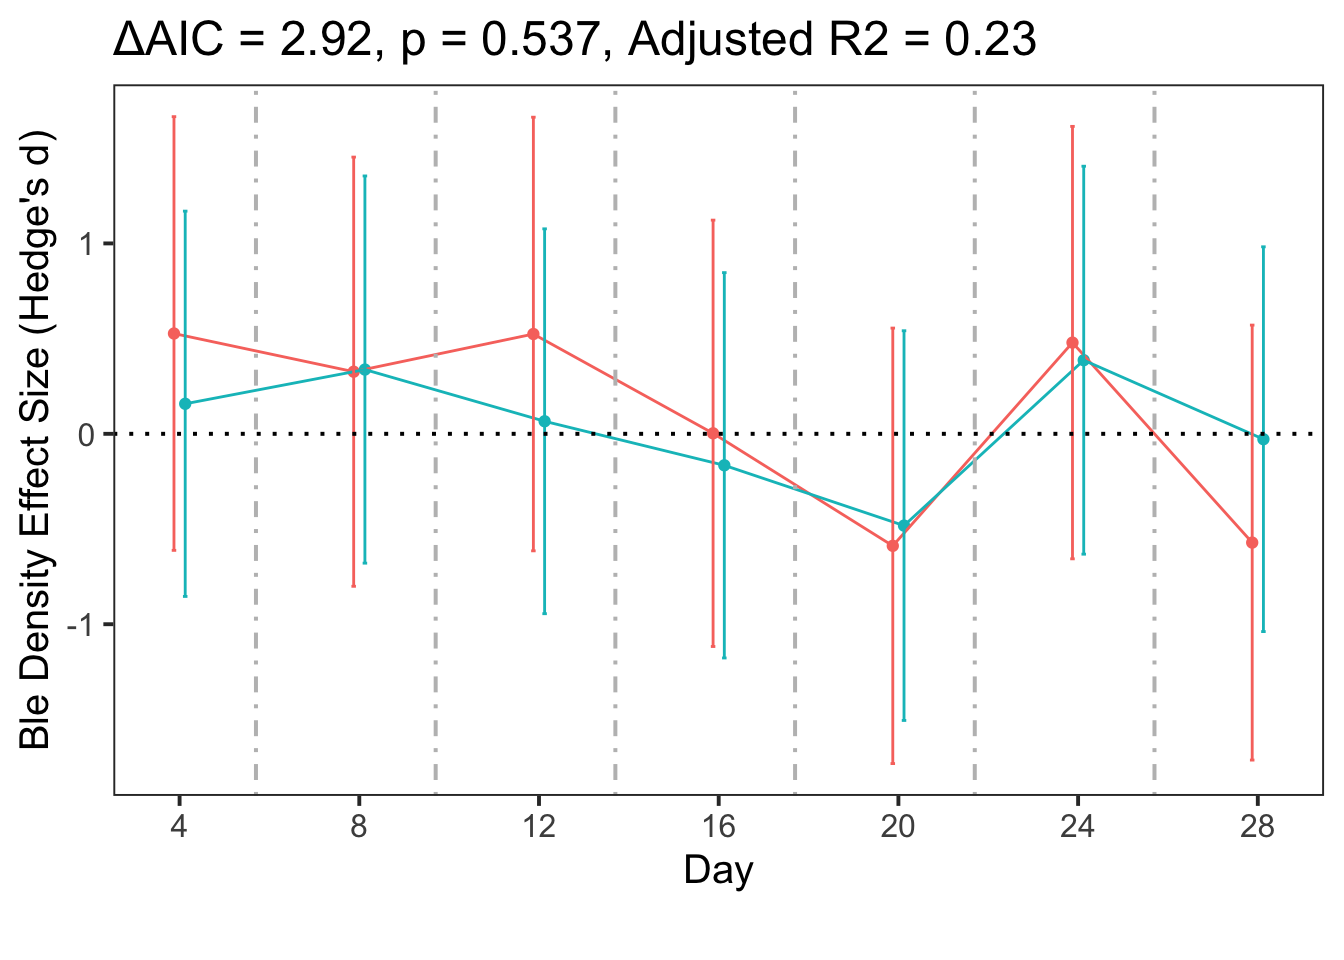 ΔAIC = 2.92, p = 0.537, Adjusted R2 = 0.23
Ble Density Effect Size (Hedge's d)
1
0
-1
4 8 12 16 20 24 28
Day